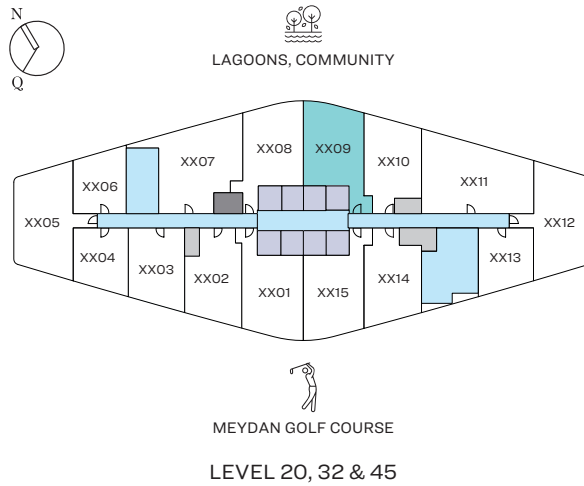 N
Q
LAGOONS, COMMUNITY
XX07
XX08
XX09
XX10
XX06
XX11
XX05
XX12
XX04
XX03
XX02
XX01
XX15
XX14
XX13
MEYDAN GOLF COURSE
LEVEL 20, 32 & 45